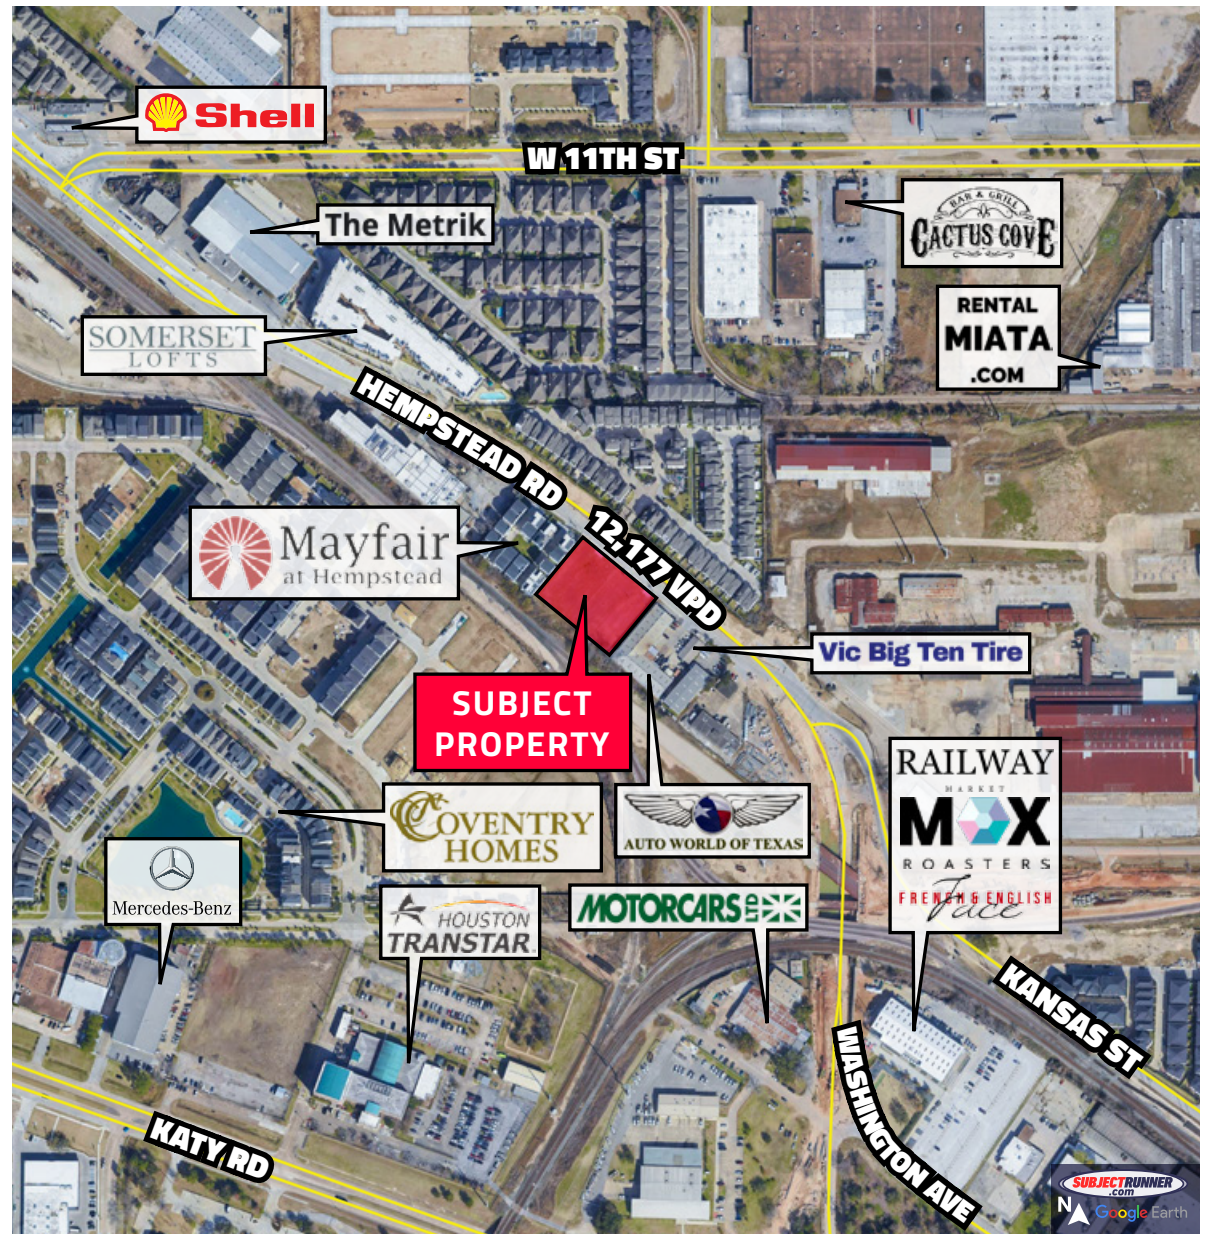 Shell
W 11TH ST
BAR & GRILL
CACTUS COVE
The Metrik
RENTAL
MIATA
.COM
SOMERSET
LOFTS
HEMPSTEAD RD
12,177 VPD
Mayfair
at Hempstead
Vic Big Ten Tire
SUBJECT
PROPERTY
RAILWAY
MARKET
MOX
ROASTERS
FRENCH & ENGLISH
Face
COVENTRY
HOMES
AUTO WORLD OF TEXAS
Mercedes-Benz
HOUSTON
TRANSTAR
MOTORCARS LTD
KANSAS ST
WASHINGTON AVE
KATY RD
SUBJECTRUNNER
.com
N
Google Earth